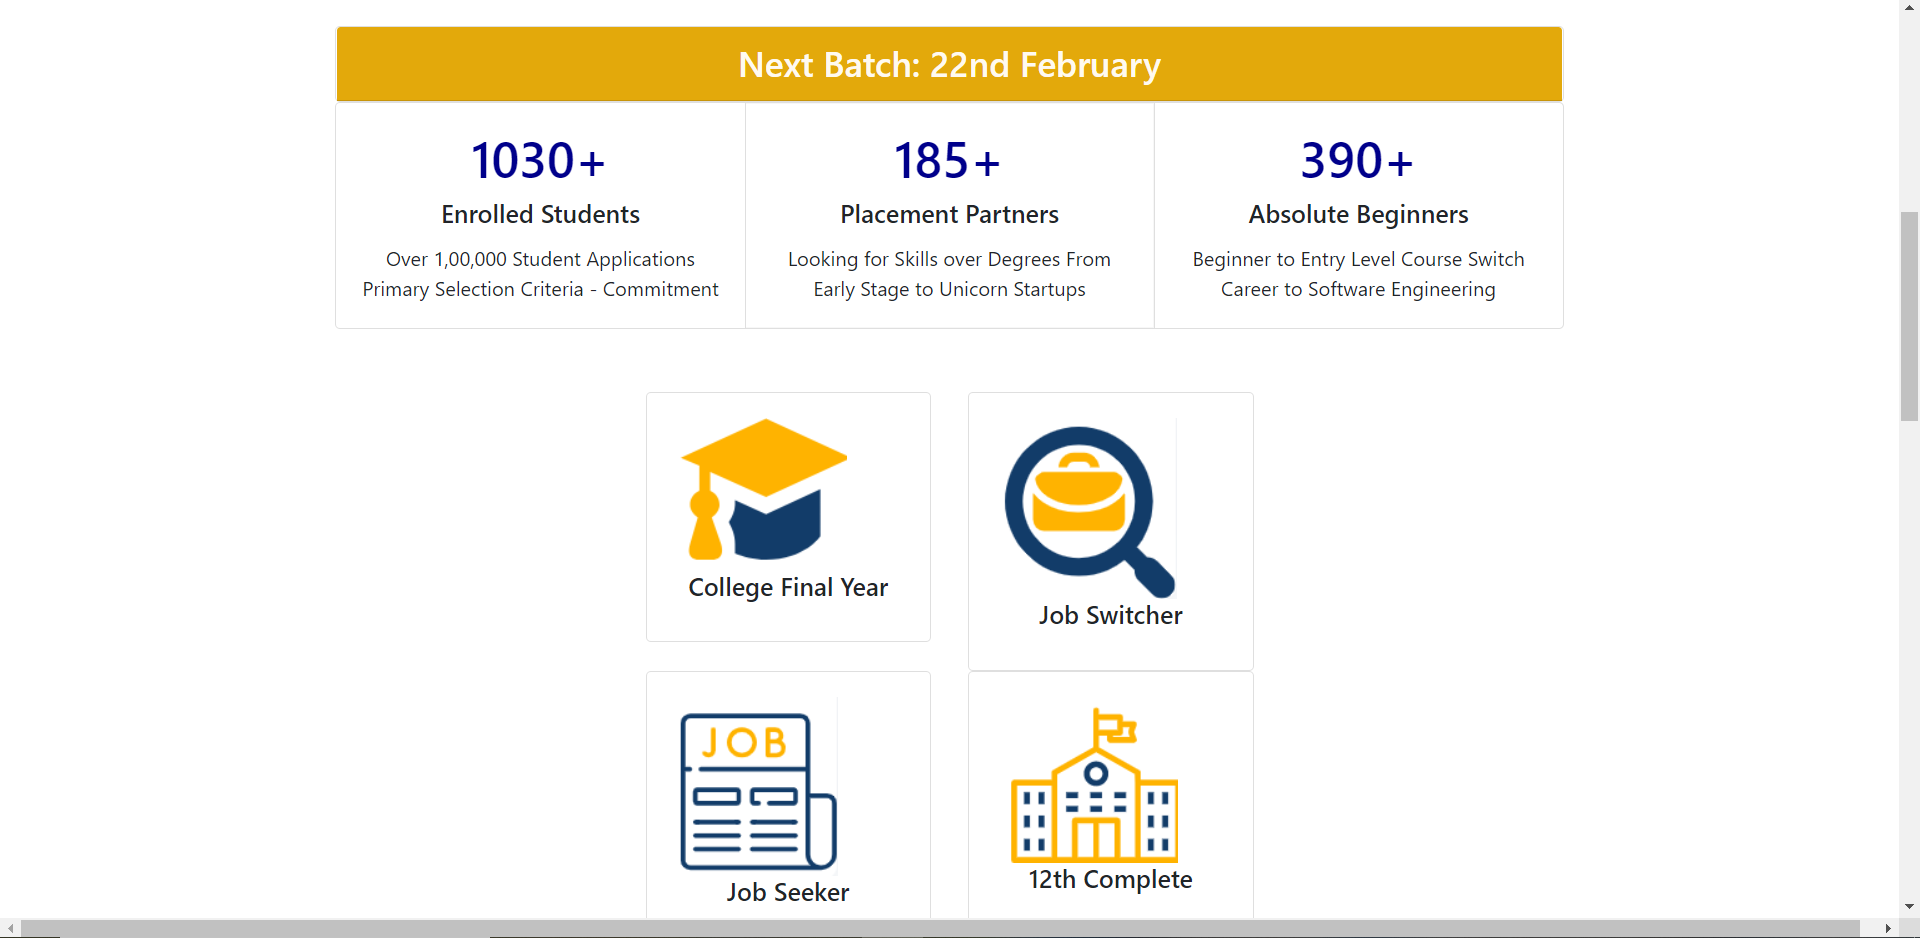 Next Batch: 22nd February
1030+
Enrolled Students
Over 1,00,000 Student Applications
Primary Selection Criteria - Commitment
185+
Placement Partners
Looking for Skills over Degrees From
Early Stage to Unicorn Startups
390+
Absolute Beginners
Beginner to Entry Level Course Switch
Career to Software Engineering
College Final Year
Job Switcher
JOB
Job Seeker
12th Complete